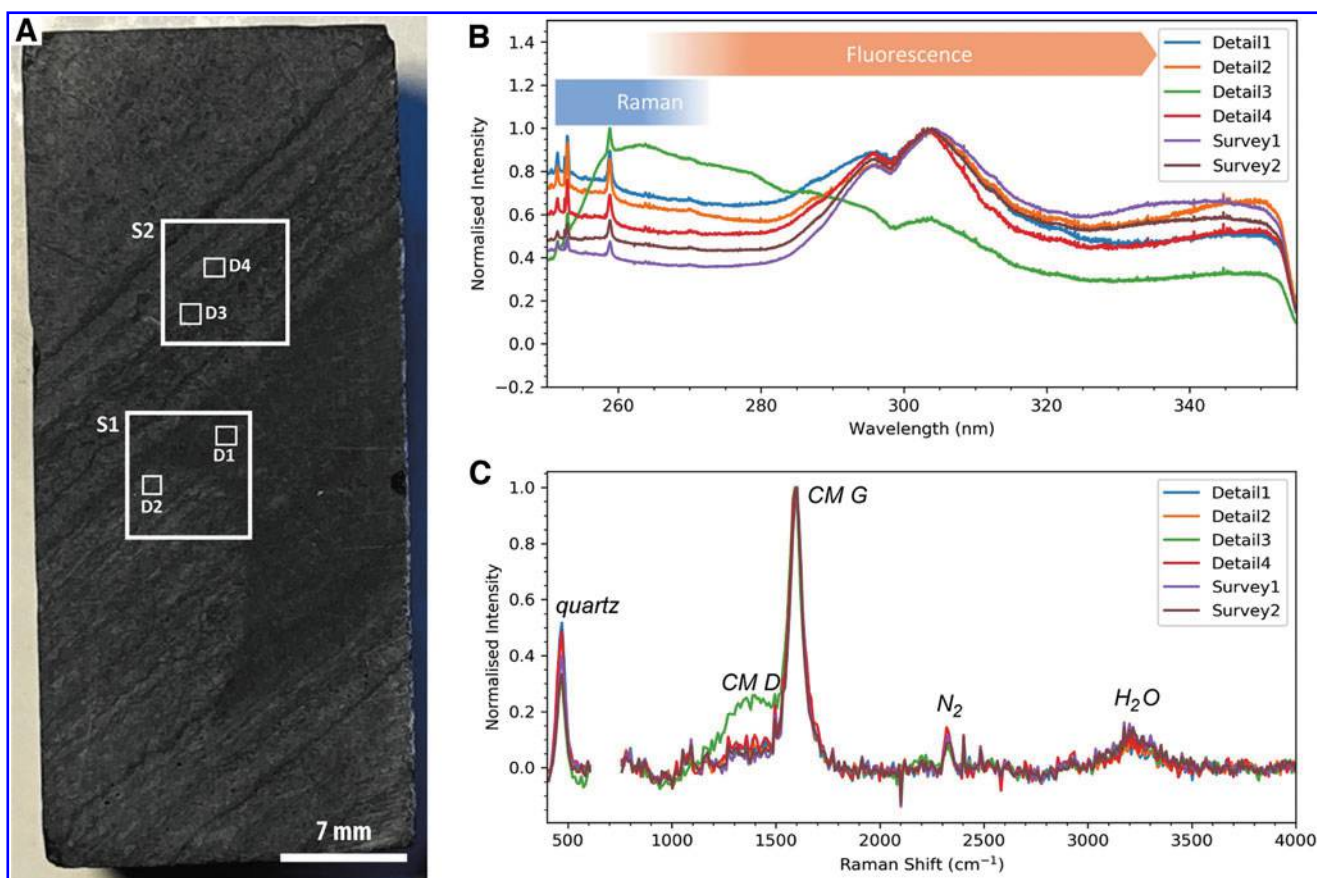 A
S2
D4
D3
S1
D1
D2
7 mm
B
Fluorescence
Raman
Detail1
Detail2
Detail3
Detail4
Survey1
Survey2
Normalised Intensity
1.4
1.2
1.0
0.8
0.6
0.4
0.2
0.0
−0.2
260 280 300 320 340
Wavelength (nm)
C
quartz
CM D
CM G
N2
H2O
Detail1
Detail2
Detail3
Detail4
Survey1
Survey2
Normalised Intensity
1.0
0.8
0.6
0.4
0.2
0.0
500 1000 1500 2000 2500 3000 3500 4000
Raman Shift (cm⁻¹)